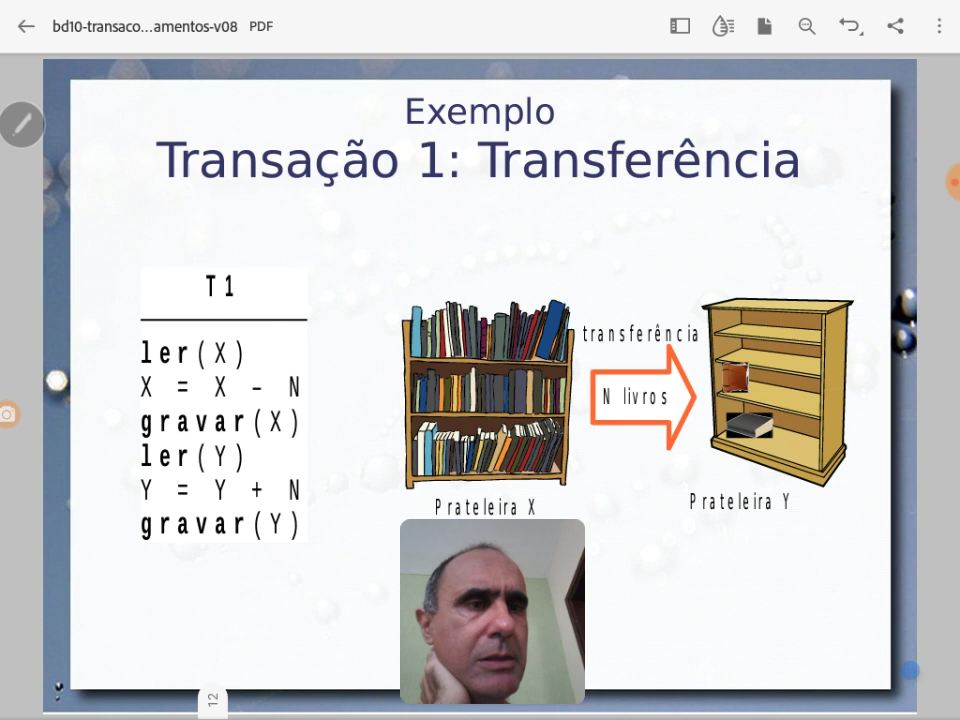 bd10-transaco...amentos-v08 PDF
Exemplo
Transação 1: Transferência
T1
ler(X)
X = X - N
gravar(X)
ler(Y)
Y = Y + N
gravar(Y)
transferência
N livros
Prateleira X
Prateleira Y
12